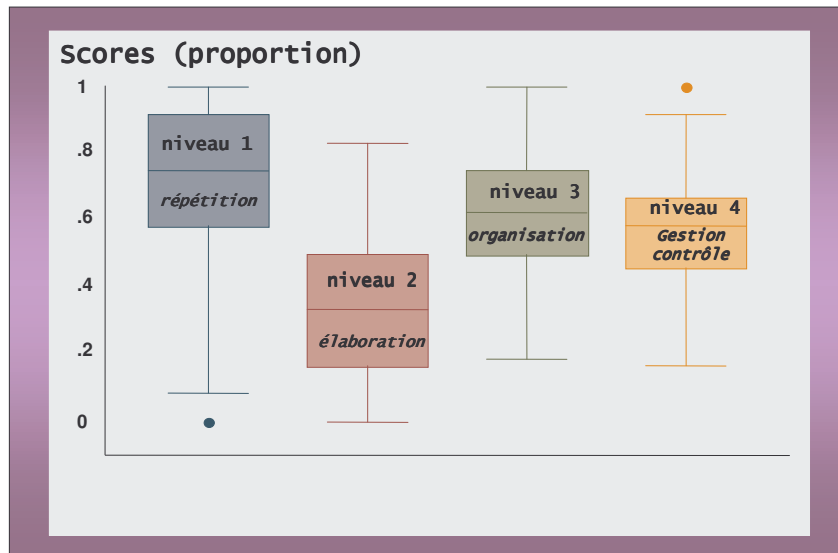 Scores (proportion)
1
.8
.6
.4
.2
0
niveau 1
répétition
niveau 2
élaboration
niveau 3
organisation
niveau 4
Gestion
contrôle